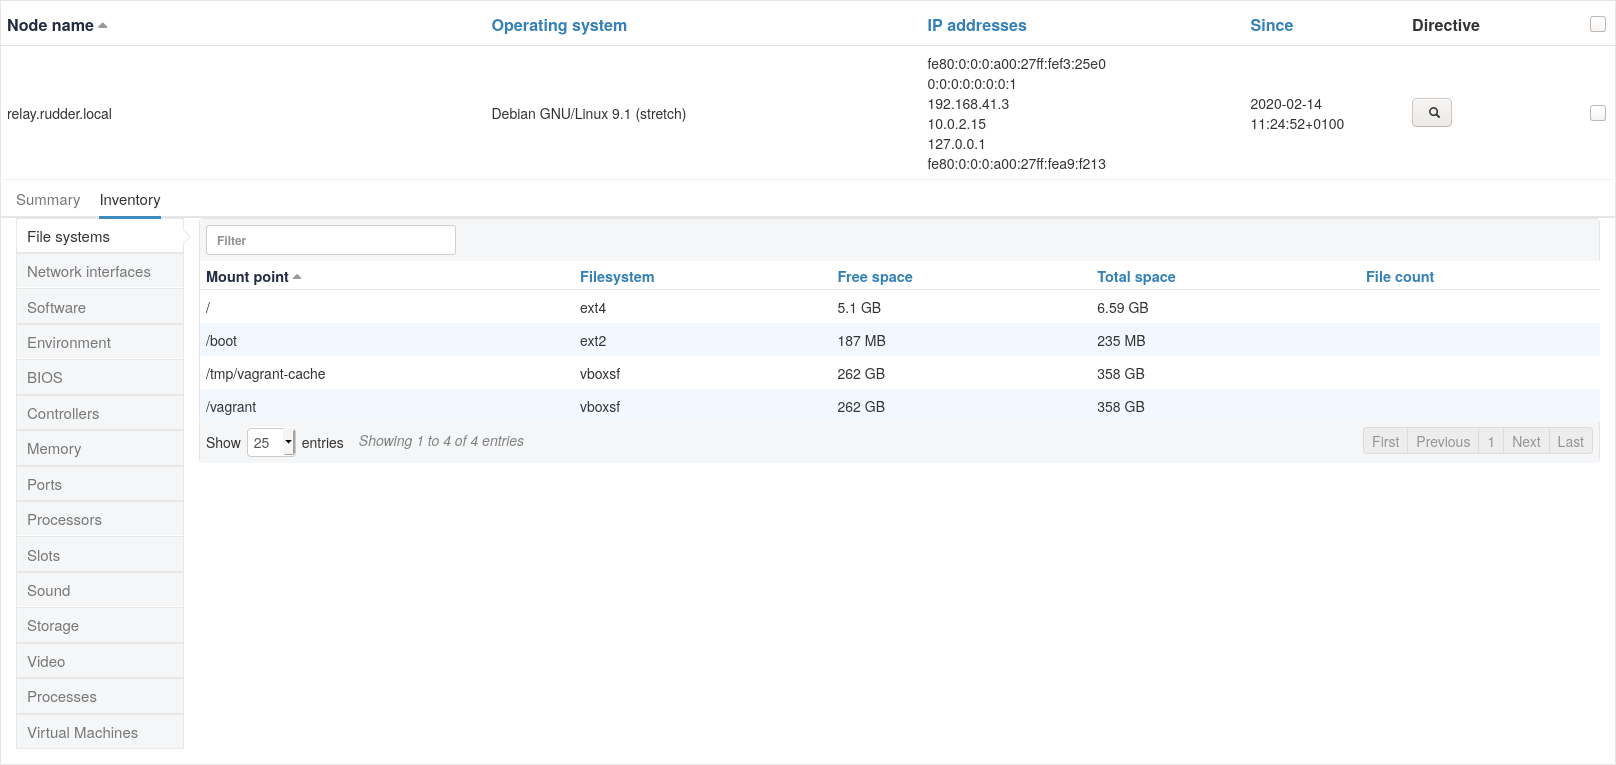 Node name Operating system IP addresses Since Directive
fe80:0:0:0:a00:27ff:fef3:25e0
0:0:0:0:0:0:0:1
192.168.41.3 2020-02-14
relay.rudder.local Debian GNU/Linux 9.1 (stretch)
10.0.2.15 11:24:52+0100
127.0.0.1
fe80:0:0:0:a00:27ff:fea9:f213
Summary Inventory
File systems
Network interfaces
Software
Environment
BIOS
Controllers
Memory
Ports
Processors
Slots
Sound
Storage
Video
Processes
Virtual Machines
Filter
Mount point Filesystem Free space Total space File count
/ ext4 5.1 GB 6.59 GB
/boot ext2 187 MB 235 MB
/tmp/vagrant-cache vboxsf 262 GB 358 GB
/vagrant vboxsf 262 GB 358 GB
Show 25 entries Showing 1 to 4 of 4 entries First Previous 1 Next Last